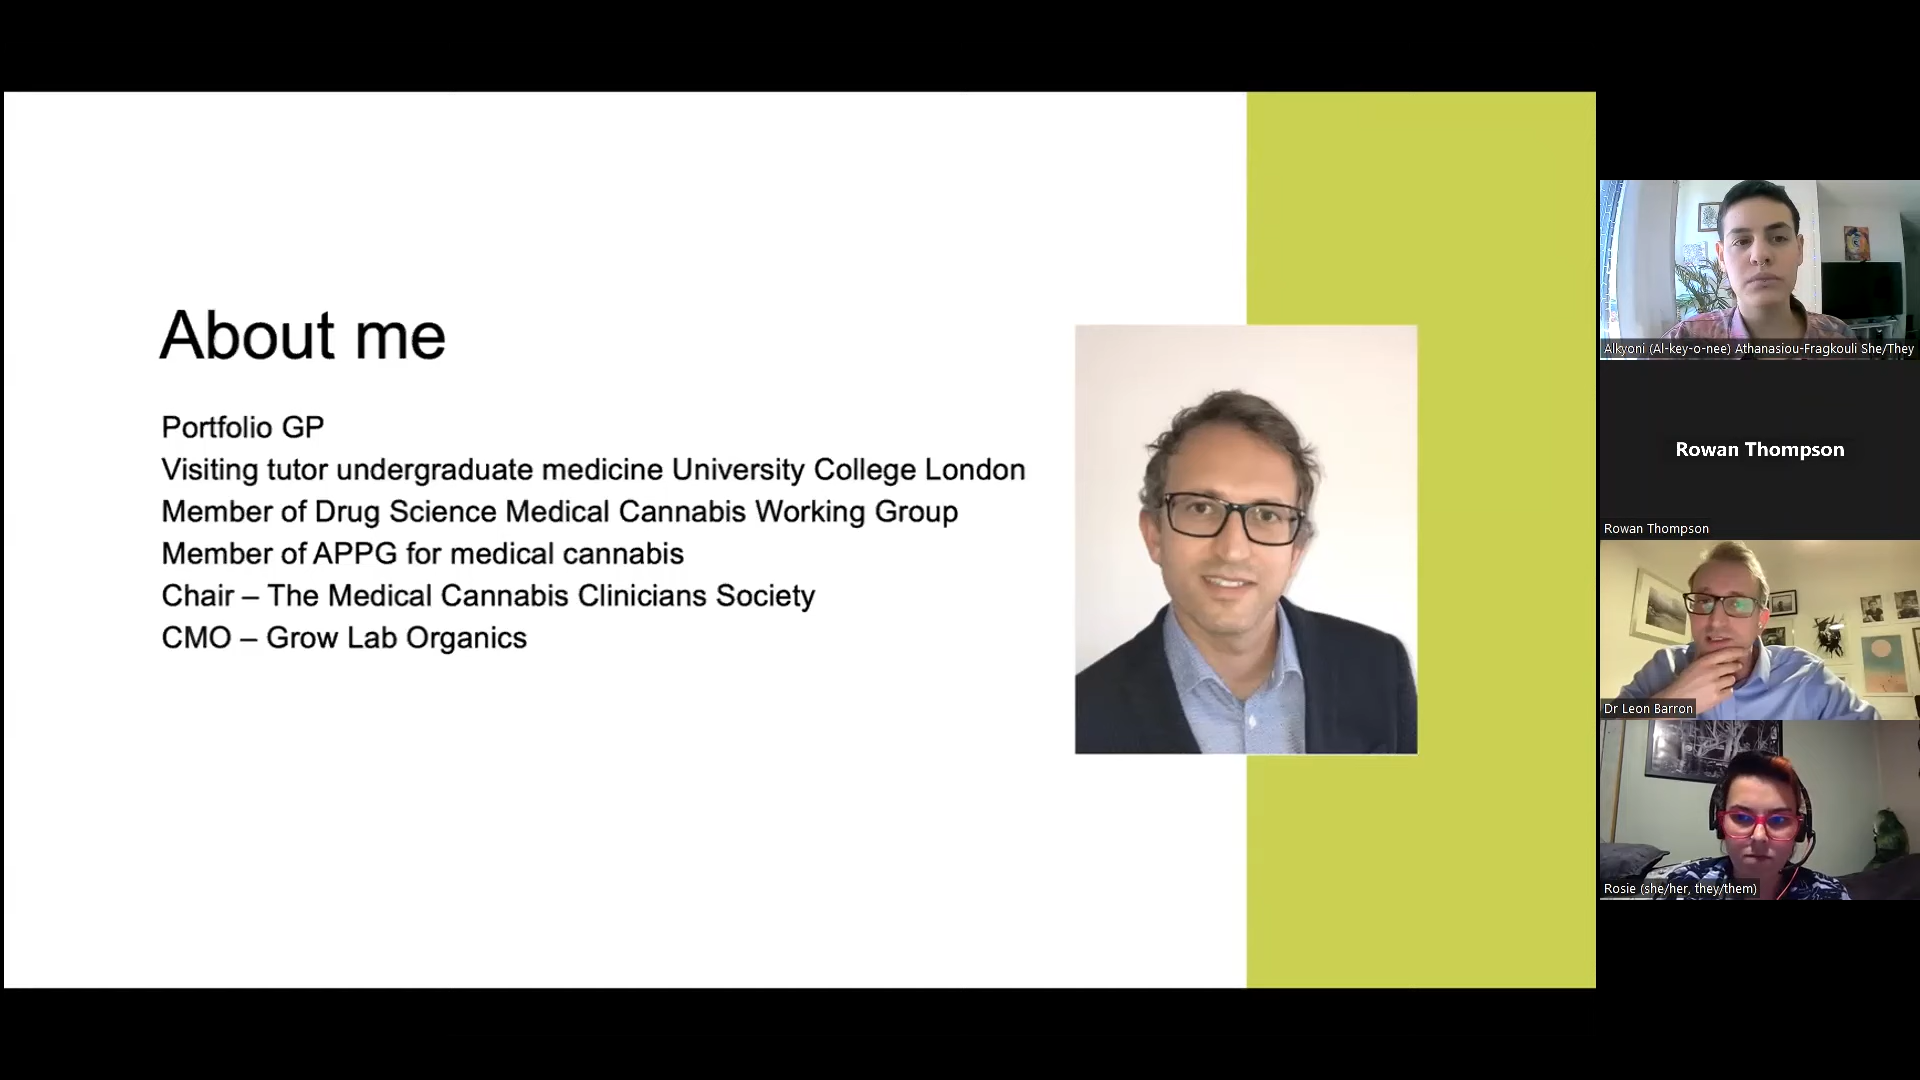 About me
Portfolio GP
Visiting tutor undergraduate medicine University College London
Member of Drug Science Medical Cannabis Working Group
Member of APPG for medical cannabis
Chair – The Medical Cannabis Clinicians Society
CMO – Grow Lab Organics
Alkyoni (Al-key-o-nee) Athanasiou-Fragkouli She/They
Rowan Thompson
Rowan Thompson
Dr Leon Barron
Rosie (she/her, they/them)